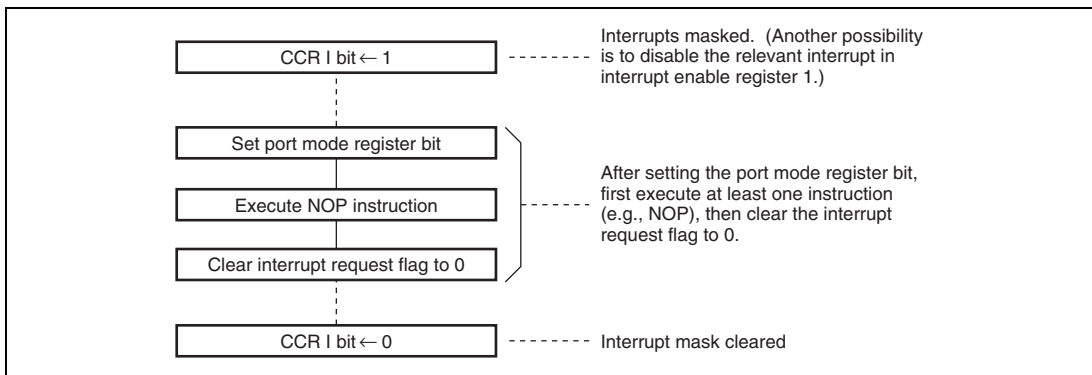 CCR I bit ← 1
Interrupts masked. (Another possibility
is to disable the relevant interrupt in
interrupt enable register 1.)
Set port mode register bit
Execute NOP instruction
Clear interrupt request flag to 0
After setting the port mode register bit,
first execute at least one instruction
(e.g., NOP), then clear the interrupt
request flag to 0.
CCR I bit ← 0
Interrupt mask cleared